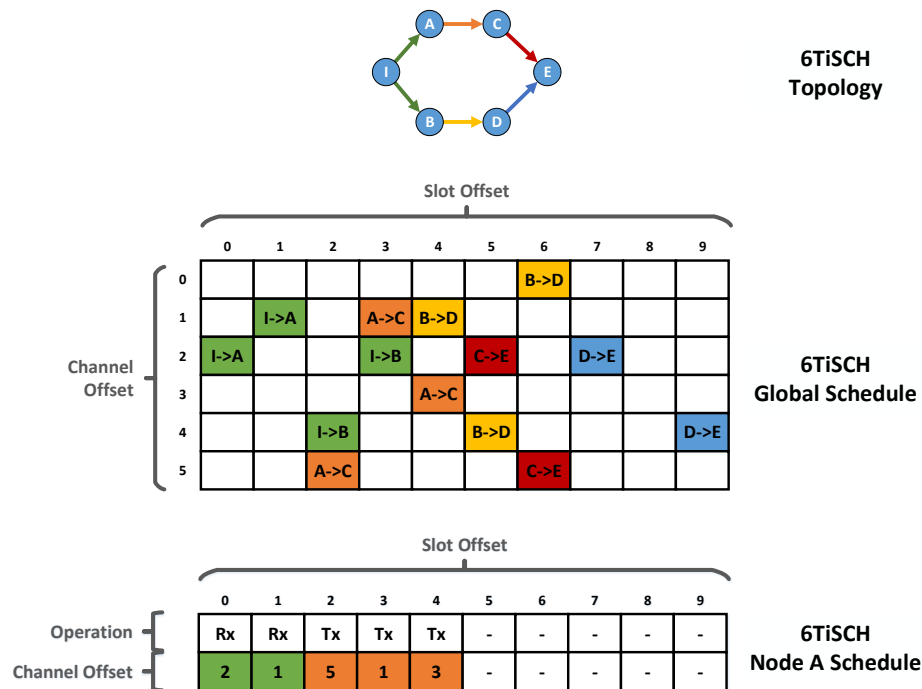 A
C
I
E
B
D
6TiSCH
Topology
Slot Offset
0 1 2 3 4 5 6 7 8 9
0 B->D
1 I->A A->C B->D
Channel
Offset
2 I->A I->B C->E D->E
6TiSCH
Global Schedule
3 A->C
4 I->B B->D D->E
5 A->C C->E
Slot Offset
0 1 2 3 4 5 6 7 8 9
Operation Rx Rx Tx Tx Tx - - - - -
Channel Offset 2 1 5 1 3 - - - - -
6TiSCH
Node A Schedule